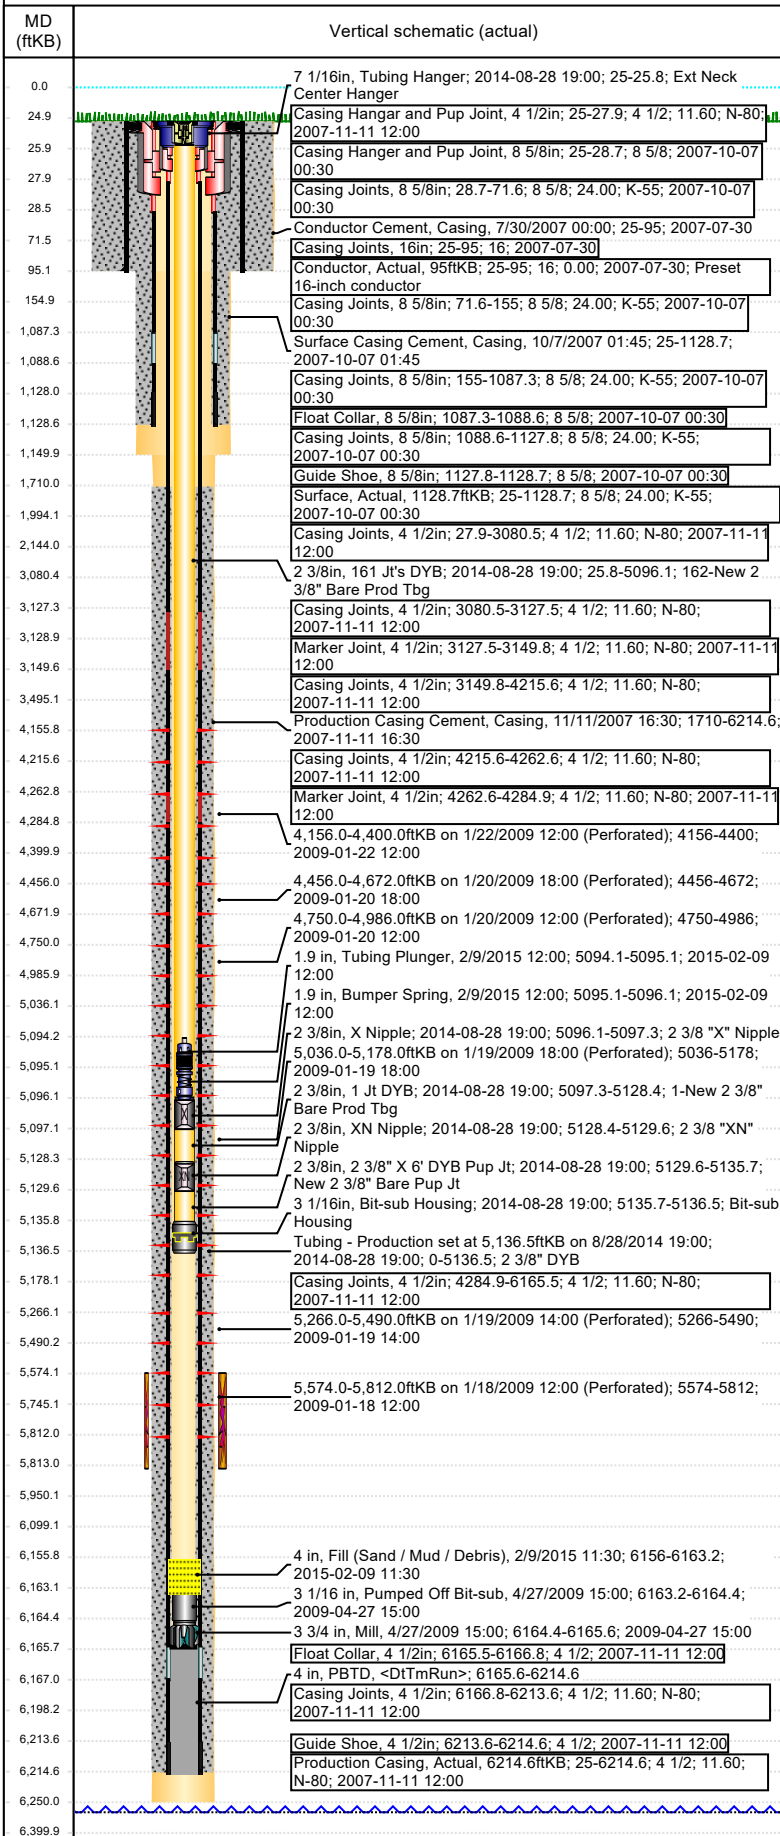 MD
(ftKB)
Vertical schematic (actual)
0.0
24.9
25.9
27.9
28.5
71.5
95.1
154.9
1,087.3
1,088.6
1,128.0
1,128.6
1,149.9
1,710.0
1,994.1
2,144.0
3,080.4
3,127.3
3,128.9
3,149.6
3,495.1
4,155.8
4,215.6
4,262.8
4,284.8
4,399.9
4,456.0
4,671.9
4,750.0
4,985.9
5,036.1
5,094.2
5,095.1
5,096.1
5,097.1
5,128.3
5,129.6
5,135.8
5,136.5
5,178.1
5,266.1
5,490.2
5,574.1
5,745.1
5,812.0
5,813.0
5,950.1
6,099.1
6,155.8
6,163.1
6,164.4
6,165.7
6,167.0
6,198.2
6,213.6
6,214.6
6,250.0
6,399.9
7 1/16in, Tubing Hanger; 2014-08-28 19:00; 25-25.8; Ext Neck
Center Hanger
Casing Hangar and Pup Joint, 4 1/2in; 25-27.9; 4 1/2; 11.60; N-80;
2007-11-11 12:00
Casing Hanger and Pup Joint, 8 5/8in; 25-28.7; 8 5/8; 2007-10-07
00:30
Casing Joints, 8 5/8in; 28.7-71.6; 8 5/8; 24.00; K-55; 2007-10-07
00:30
Conductor Cement, Casing, 7/30/2007 00:00; 25-95; 2007-07-30
Casing Joints, 16in; 25-95; 16; 2007-07-30
Conductor, Actual, 95ftKB; 25-95; 16; 0.00; 2007-07-30; Preset
16-inch conductor
Casing Joints, 8 5/8in; 71.6-155; 8 5/8; 24.00; K-55; 2007-10-07
00:30
Surface Casing Cement, Casing, 10/7/2007 01:45; 25-1128.7;
2007-10-07 01:45
Casing Joints, 8 5/8in; 155-1087.3; 8 5/8; 24.00; K-55; 2007-10-07
00:30
Float Collar, 8 5/8in; 1087.3-1088.6; 8 5/8; 2007-10-07 00:30
Casing Joints, 8 5/8in; 1088.6-1127.8; 8 5/8; 24.00; K-55;
2007-10-07 00:30
Guide Shoe, 8 5/8in; 1127.8-1128.7; 8 5/8; 2007-10-07 00:30
Surface, Actual, 1128.7ftKB; 25-1128.7; 8 5/8; 24.00; K-55;
2007-10-07 00:30
Casing Joints, 4 1/2in; 27.9-3080.5; 4 1/2; 11.60; N-80; 2007-11-11
12:00
2 3/8in, 161 Jt's DYB; 2014-08-28 19:00; 25.8-5096.1; 162-New 2
3/8" Bare Prod Tbg
Casing Joints, 4 1/2in; 3080.5-3127.5; 4 1/2; 11.60; N-80;
2007-11-11 12:00
Marker Joint, 4 1/2in; 3127.5-3149.8; 4 1/2; 11.60; N-80; 2007-11-11
12:00
Casing Joints, 4 1/2in; 3149.8-4215.6; 4 1/2; 11.60; N-80;
2007-11-11 12:00
Production Casing Cement, Casing, 11/11/2007 16:30; 1710-6214.6;
2007-11-11 16:30
Casing Joints, 4 1/2in; 4215.6-4262.6; 4 1/2; 11.60; N-80;
2007-11-11 12:00
Marker Joint, 4 1/2in; 4262.6-4284.9; 4 1/2; 11.60; N-80; 2007-11-11
12:00
4,156.0-4,400.0ftKB on 1/22/2009 12:00 (Perforated); 4156-4400;
2009-01-22 12:00
4,456.0-4,672.0ftKB on 1/20/2009 18:00 (Perforated); 4456-4672;
2009-01-20 18:00
4,750.0-4,986.0ftKB on 1/20/2009 12:00 (Perforated); 4750-4986;
2009-01-20 12:00
1.9 in, Tubing Plunger, 2/9/2015 12:00; 5094.1-5095.1; 2015-02-09
12:00
1.9 in, Bumper Spring, 2/9/2015 12:00; 5095.1-5096.1; 2015-02-09
12:00
2 3/8in, X Nipple; 2014-08-28 19:00; 5096.1-5097.3; 2 3/8 "X" Nipple
5,036.0-5,178.0ftKB on 1/19/2009 18:00 (Perforated); 5036-5178;
2009-01-19 18:00
2 3/8in, 1 Jt DYB; 2014-08-28 19:00; 5097.3-5128.4; 1-New 2 3/8"
Bare Prod Tbg
2 3/8in, XN Nipple; 2014-08-28 19:00; 5128.4-5129.6; 2 3/8 "XN"
Nipple
2 3/8in, 2 3/8" X 6' DYB Pup Jt; 2014-08-28 19:00; 5129.6-5135.7;
New 2 3/8" Bare Pup Jt
3 1/16in, Bit-sub Housing; 2014-08-28 19:00; 5135.7-5136.5; Bit-sub
Housing
Tubing - Production set at 5,136.5ftKB on 8/28/2014 19:00;
2014-08-28 19:00; 0-5136.5; 2 3/8" DYB
Casing Joints, 4 1/2in; 4284.9-6165.5; 4 1/2; 11.60; N-80;
2007-11-11 12:00
5,266.0-5,490.0ftKB on 1/19/2009 14:00 (Perforated); 5266-5490;
2009-01-19 14:00
5,574.0-5,812.0ftKB on 1/18/2009 12:00 (Perforated); 5574-5812;
2009-01-18 12:00
4 in, Fill (Sand / Mud / Debris), 2/9/2015 11:30; 6156-6163.2;
2015-02-09 11:30
3 1/16 in, Pumped Off Bit-sub, 4/27/2009 15:00; 6163.2-6164.4;
2009-04-27 15:00
3 3/4 in, Mill, 4/27/2009 15:00; 6164.4-6165.6; 2009-04-27 15:00
Float Collar, 4 1/2in; 6165.5-6166.8; 4 1/2; 2007-11-11 12:00
4 in, PBTD, <DtTmRun>; 6165.6-6214.6
Casing Joints, 4 1/2in; 6166.8-6213.6; 4 1/2; 11.60; N-80;
2007-11-11 12:00
Guide Shoe, 4 1/2in; 6213.6-6214.6; 4 1/2; 2007-11-11 12:00
Production Casing, Actual, 6214.6ftKB; 25-6214.6; 4 1/2; 11.60;
N-80; 2007-11-11 12:00
X
XN